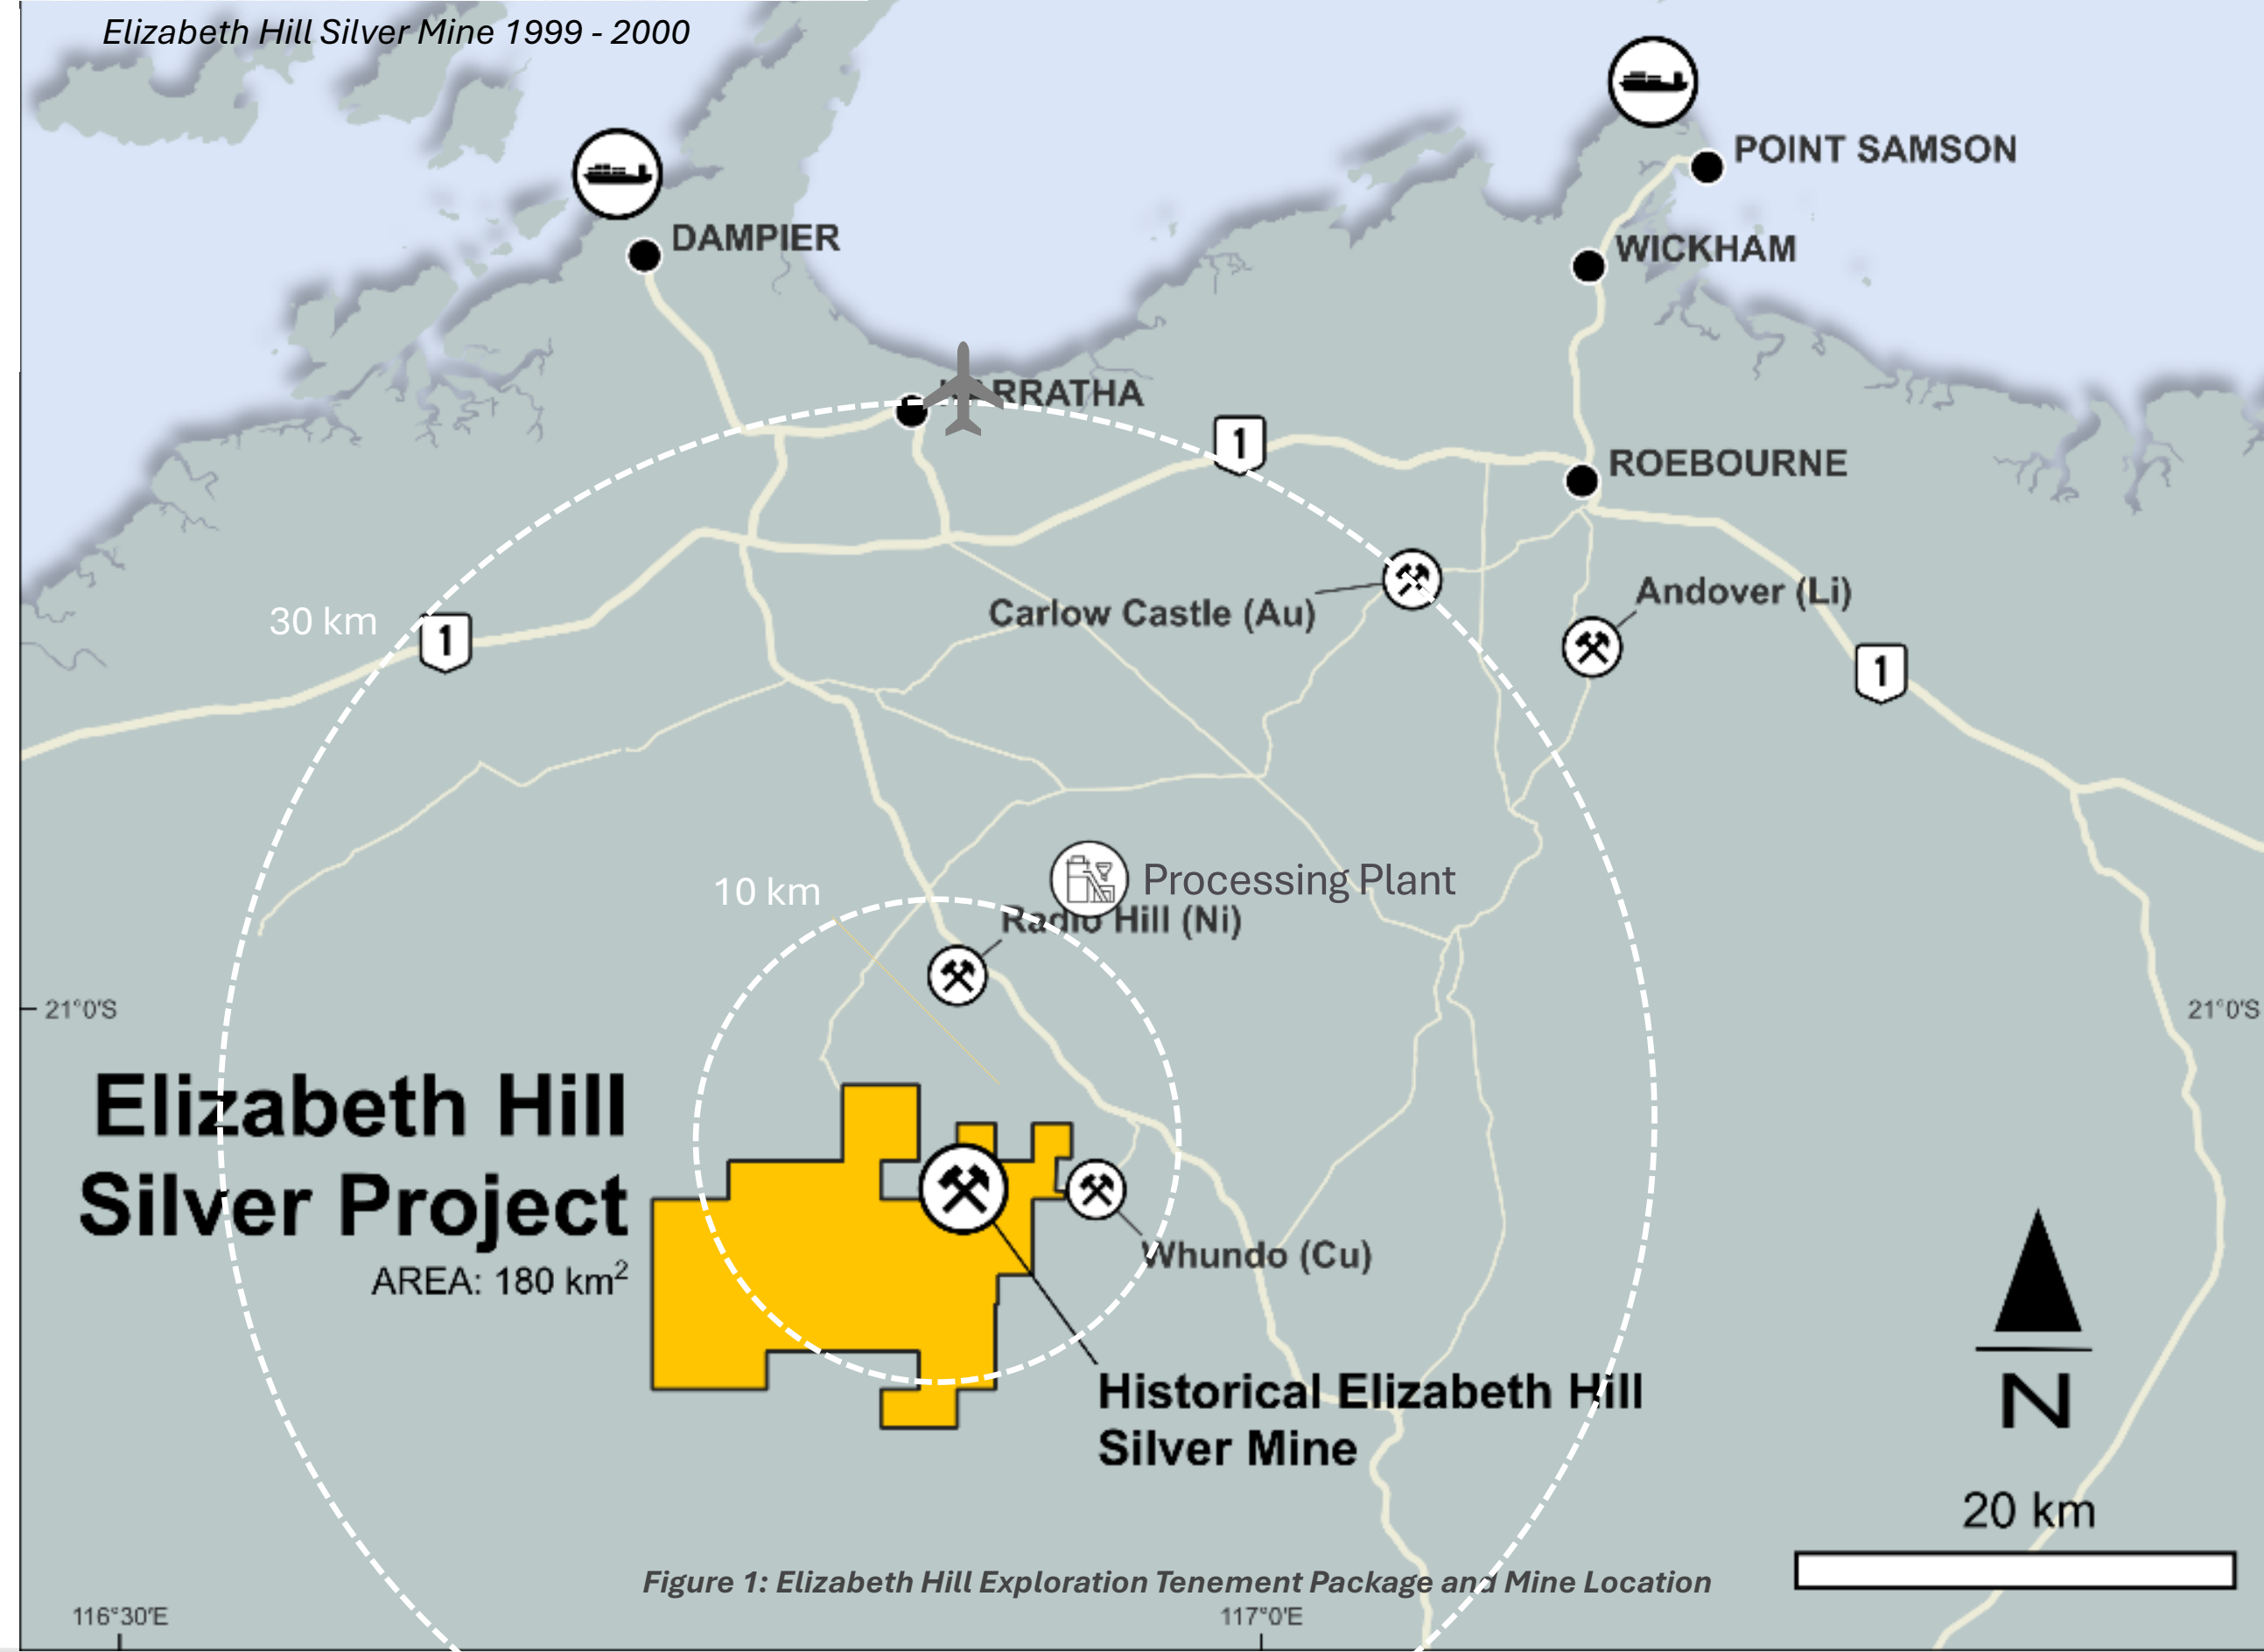 Elizabeth Hill Silver Mine 1999 - 2000
POINT SAMSON
DAMPIER
WICKHAM
RRATHA
1
ROEBOURNE
Carlow Castle (Au)
Andover (Li)
30 km
1
1
Processing Plant
10 km
Radio Hill (Ni)
21°0'S
21°0'S
Elizabeth Hill
Silver Project
AREA: 180 km²
Whundo (Cu)
Historical Elizabeth Hill
Silver Mine
N
20 km
Figure 1: Elizabeth Hill Exploration Tenement Package and Mine Location
116°30'E
117°0'E